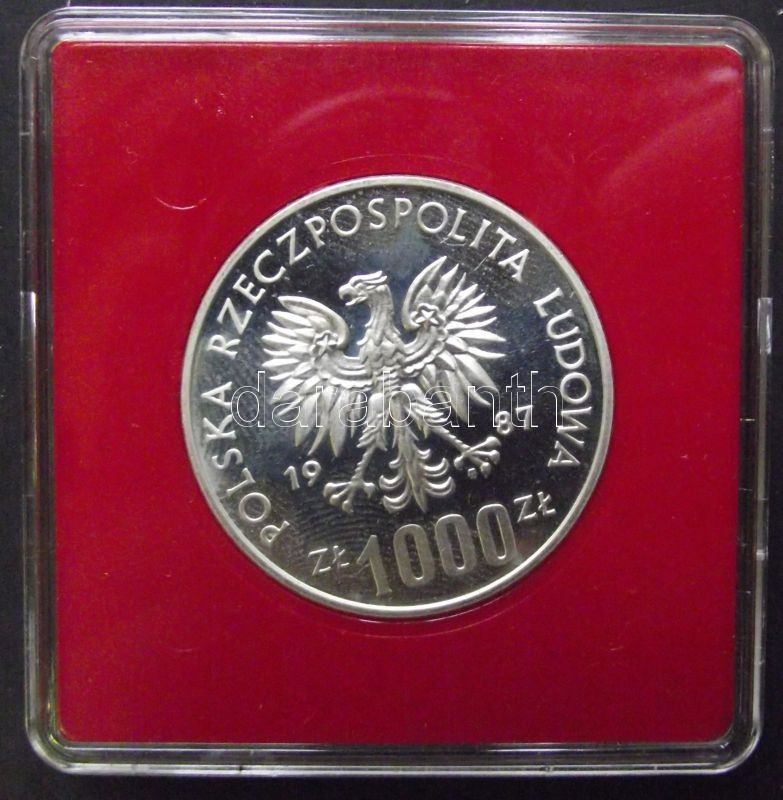 POLSKA RZECZPOSPOLITA LUDOWA
19 87
ZŁ 1000 ZŁ
darabanth